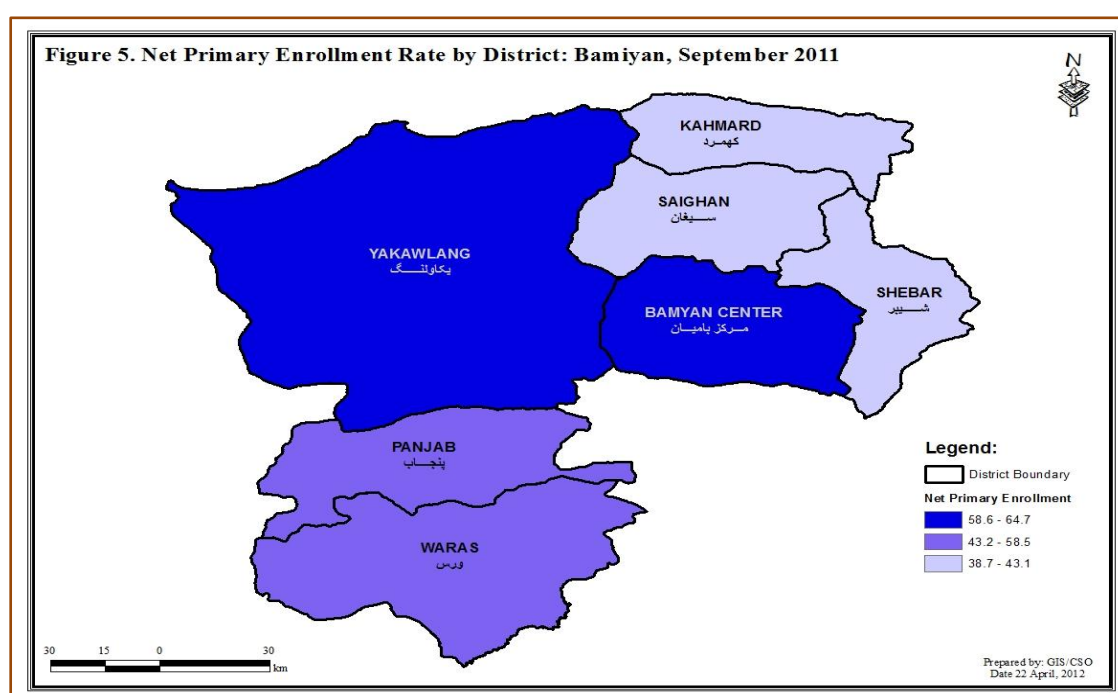 Figure 5. Net Primary Enrollment Rate by District: Bamiyan, September 2011
N
KAHMARD
کهمرد
SAIGHAN
سیغان
YAKAWLANG
یکاولنگ
BAMYAN CENTER
مرکز بامیان
SHEBAR
شیبر
PANJAB
پنجاب
WARAS
ورس
Legend:
District Boundary
Net Primary Enrollment
58.6 - 64.7
43.2 - 58.5
38.7 - 43.1
30 15 0 30
km
Prepared by: GIS/CSO
Date 22 April, 2012